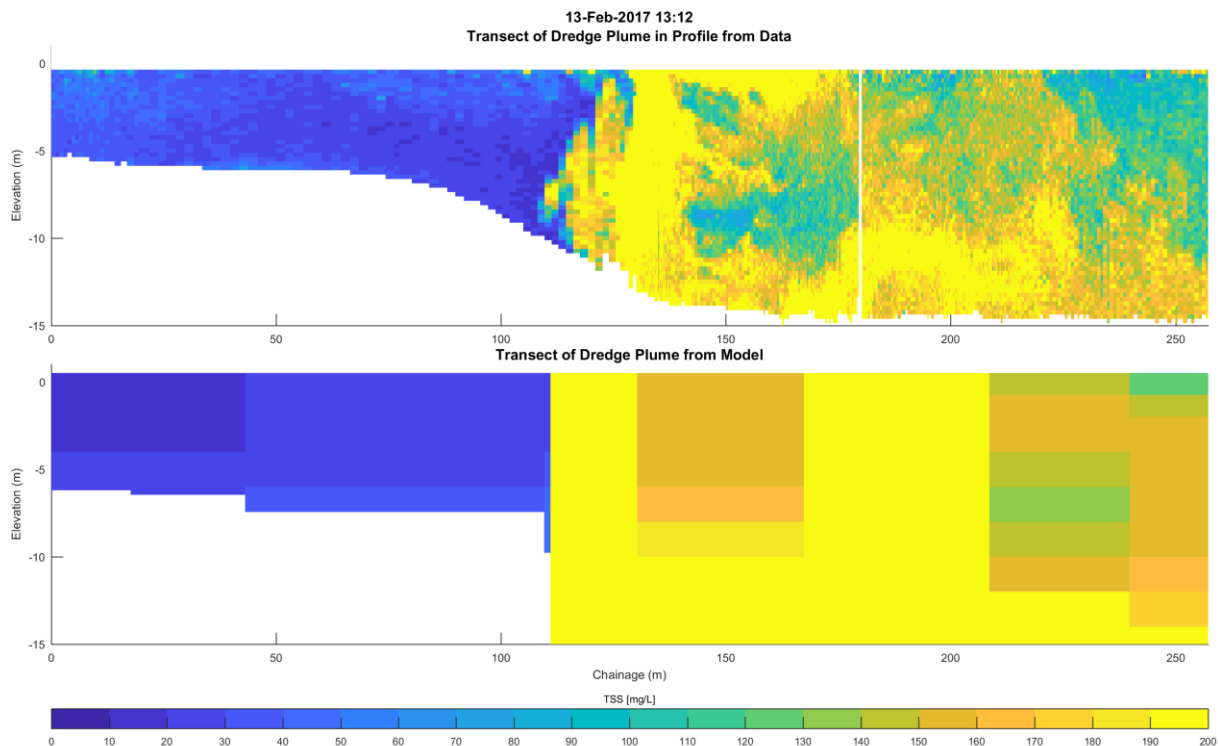 13-Feb-2017 13:12
Transect of Dredge Plume in Profile from Data
0
-5
-10
-15
Elevation (m)
0 50 100 150 200 250
Transect of Dredge Plume from Model
0
-5
-10
-15
Elevation (m)
0 50 100 150 200 250
Chainage (m)
TSS [mg/L]
0 10 20 30 40 50 60 70 80 90 100 110 120 130 140 150 160 170 180 190 200